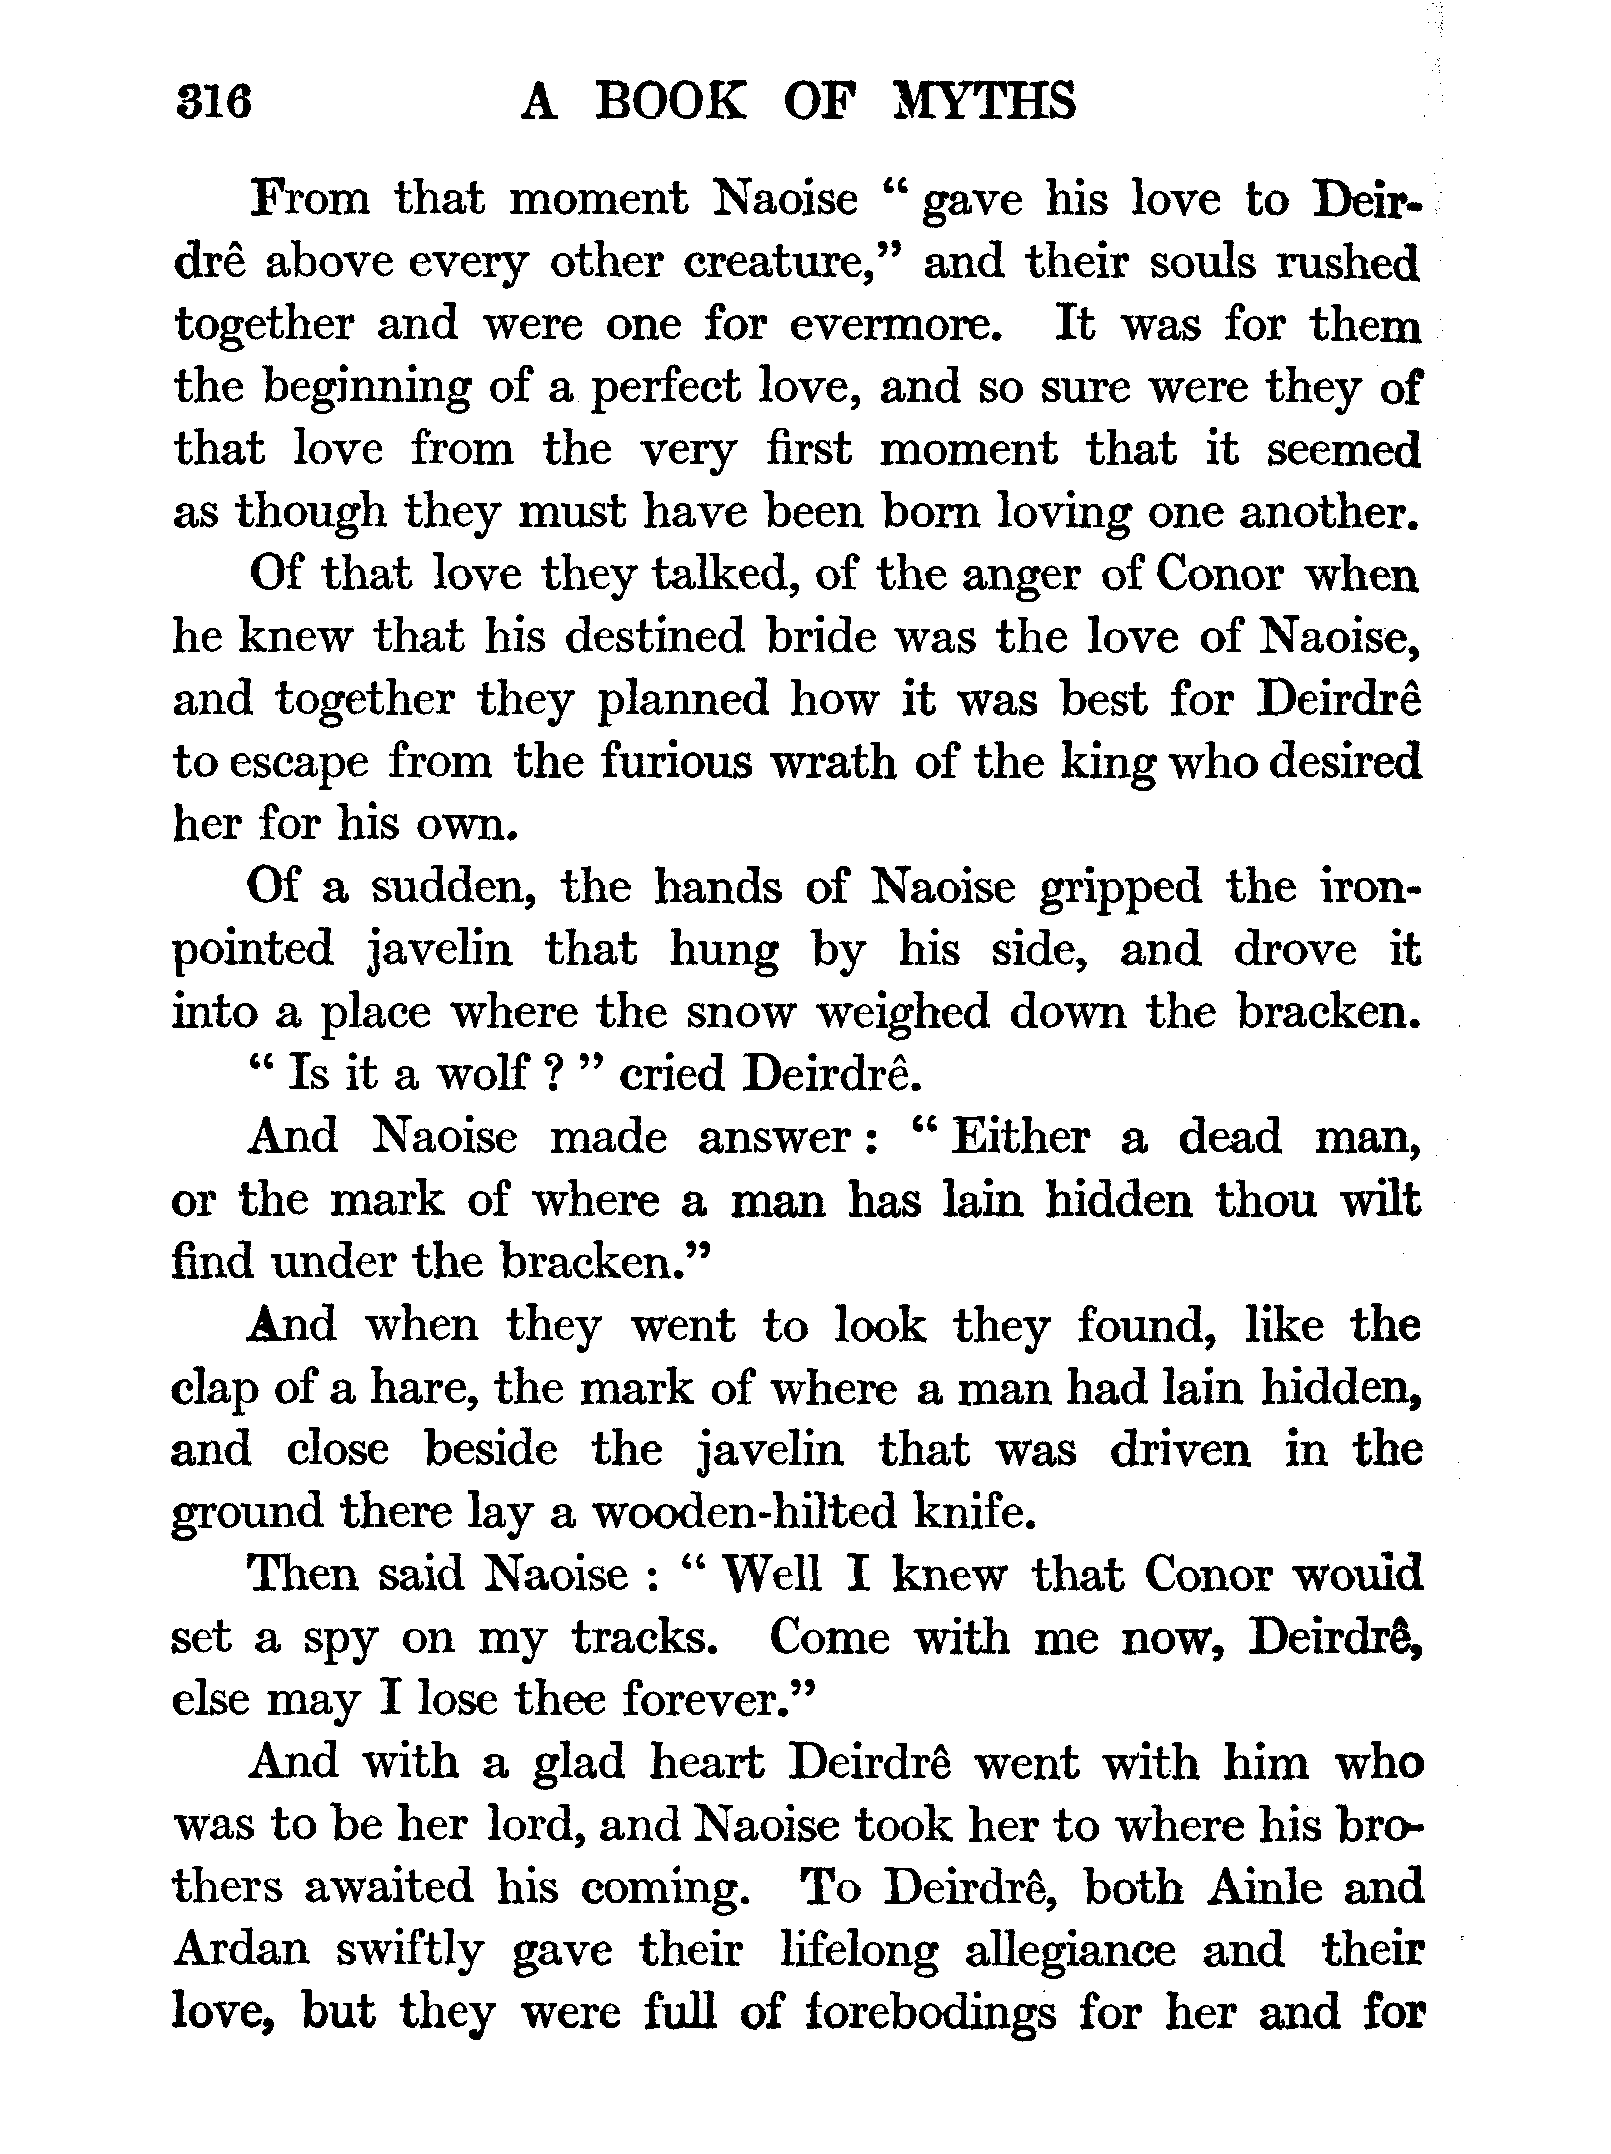 316 A BOOK OF MYTHS
From that moment Naoise “ gave his love to Deir-
drê above every other creature,” and their souls rushed
together and were one for evermore. It was for them
the beginning of a perfect love, and so sure were they of
that love from the very first moment that it seemed
as though they must have been born loving one another.
Of that love they talked, of the anger of Conor when
he knew that his destined bride was the love of Naoise,
and together they planned how it was best for Deirdrê
to escape from the furious wrath of the king who desired
her for his own.
Of a sudden, the hands of Naoise gripped the iron-
pointed javelin that hung by his side, and drove it
into a place where the snow weighed down the bracken.
“ Is it a wolf ? ” cried Deirdrê.
And Naoise made answer : “ Either a dead man,
or the mark of where a man has lain hidden thou wilt
find under the bracken.”
And when they went to look they found, like the
clap of a hare, the mark of where a man had lain hidden,
and close beside the javelin that was driven in the
ground there lay a wooden-hilted knife.
Then said Naoise : “ Well I knew that Conor would
set a spy on my tracks. Come with me now, Deirdrê,
else may I lose thee forever.”
And with a glad heart Deirdrê went with him who
was to be her lord, and Naoise took her to where his bro-
thers awaited his coming. To Deirdrê, both Ainle and
Ardan swiftly gave their lifelong allegiance and their
love, but they were full of forebodings for her and for